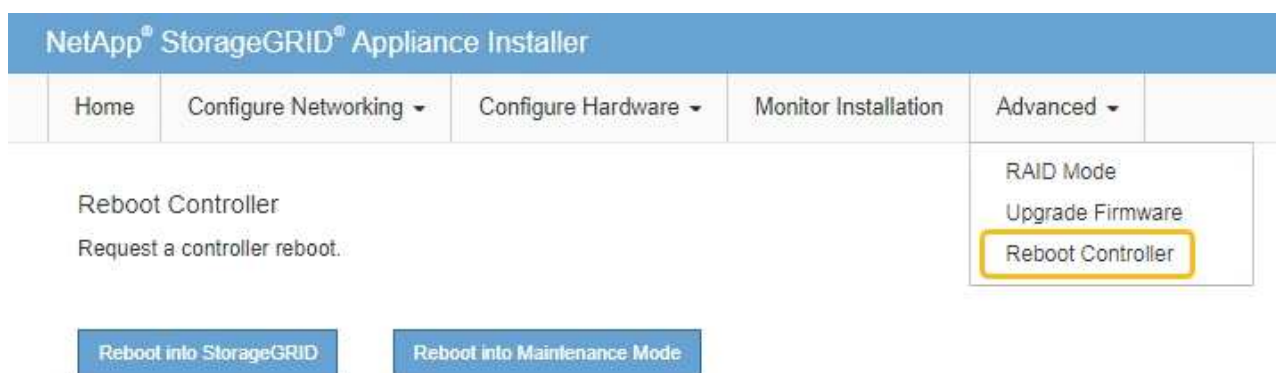 NetApp® StorageGRID® Appliance Installer
Home Configure Networking Configure Hardware Monitor Installation Advanced
RAID Mode
Upgrade Firmware
Reboot Controller
Reboot Controller
Request a controller reboot.
Reboot into StorageGRID Reboot into Maintenance Mode